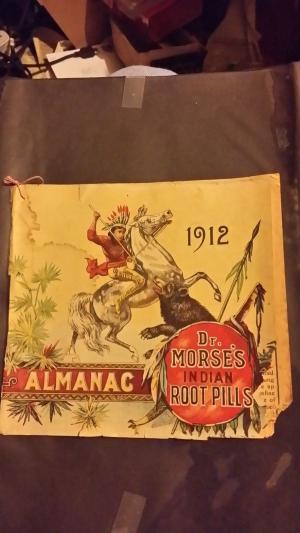 1912
Dr.
MORSE'S
INDIAN
ROOT PILLS
ALMANAC